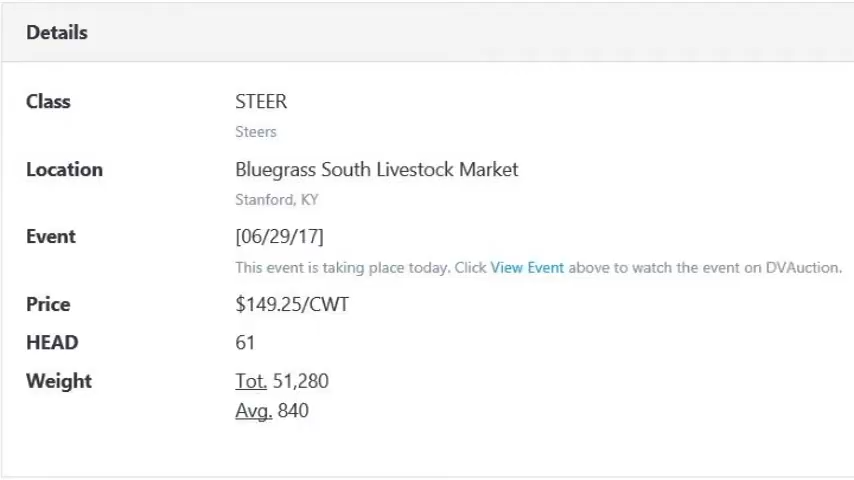 Details
Class STEER
Steers
Location Bluegrass South Livestock Market
Stanford, KY
Event [06/29/17]
This event is taking place today. Click View Event above to watch the event on DVAuction.
Price $149.25/CWT
HEAD 61
Weight Tot. 51,280
Avg. 840